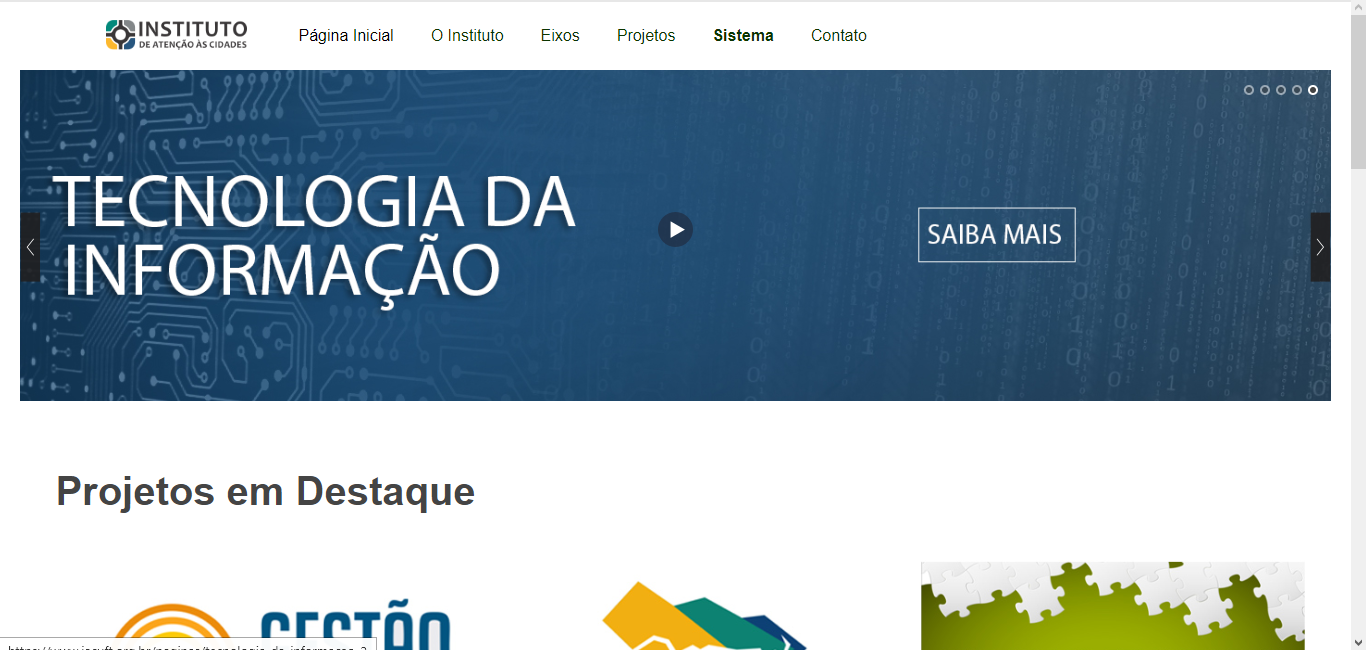 INSTITUTO
DE ATENÇÃO ÀS CIDADES
Página Inicial O Instituto Eixos Projetos Sistema Contato
TECNOLOGIA DA
INFORMAÇÃO
SAIBA MAIS
Projetos em Destaque
GESTÃO